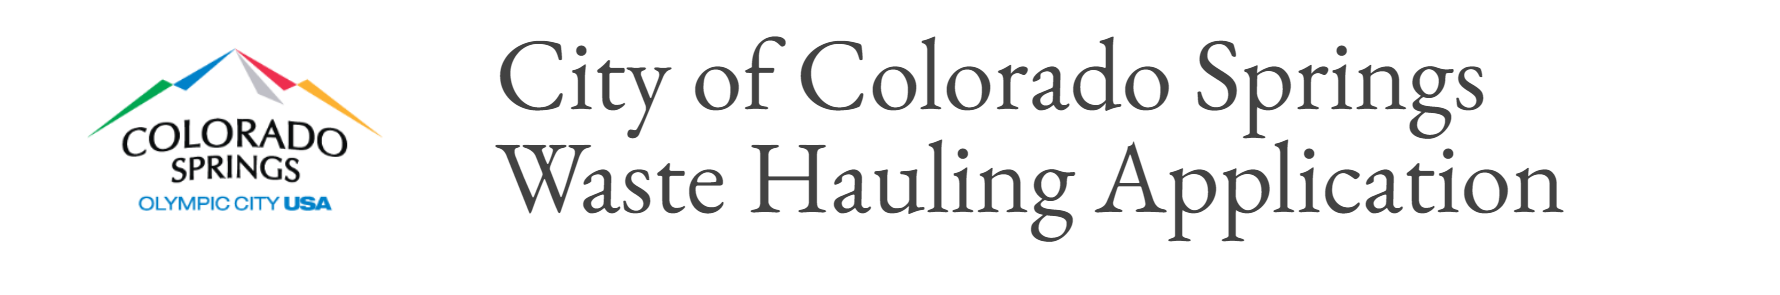 COLORADO
SPRINGS
OLYMPIC CITY USA
City of Colorado Springs
Waste Hauling Application